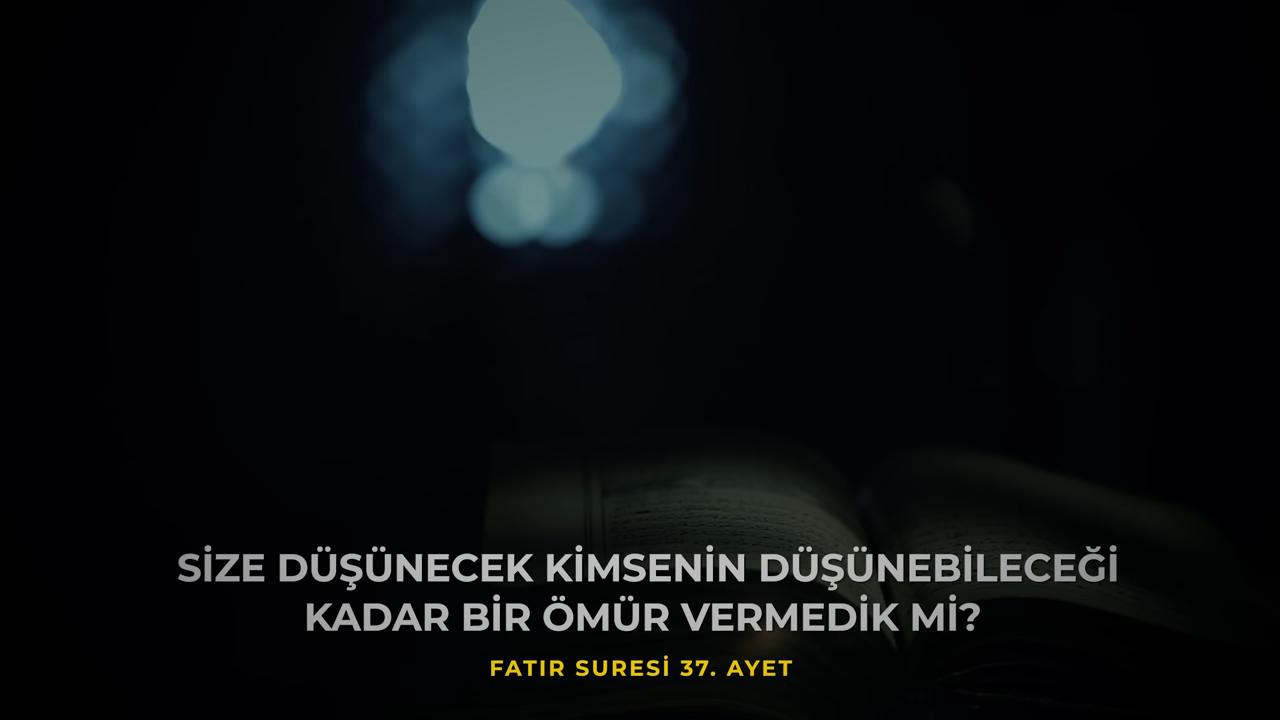 SİZE DÜŞÜNECEK KİMSENİN DÜŞÜNEBİLECEĞİ
KADAR BİR ÖMÜR VERMEDİK Mİ?
FATIR SURESİ 37. AYET